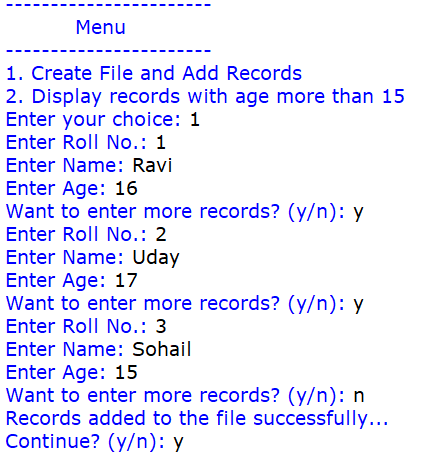 -----------------------
Menu
-----------------------
1. Create File and Add Records
2. Display records with age more than 15
Enter your choice: 1
Enter Roll No.: 1
Enter Name: Ravi
Enter Age: 16
Want to enter more records? (y/n): y
Enter Roll No.: 2
Enter Name: Uday
Enter Age: 17
Want to enter more records? (y/n): y
Enter Roll No.: 3
Enter Name: Sohail
Enter Age: 15
Want to enter more records? (y/n): n
Records added to the file successfully...
Continue? (y/n): y